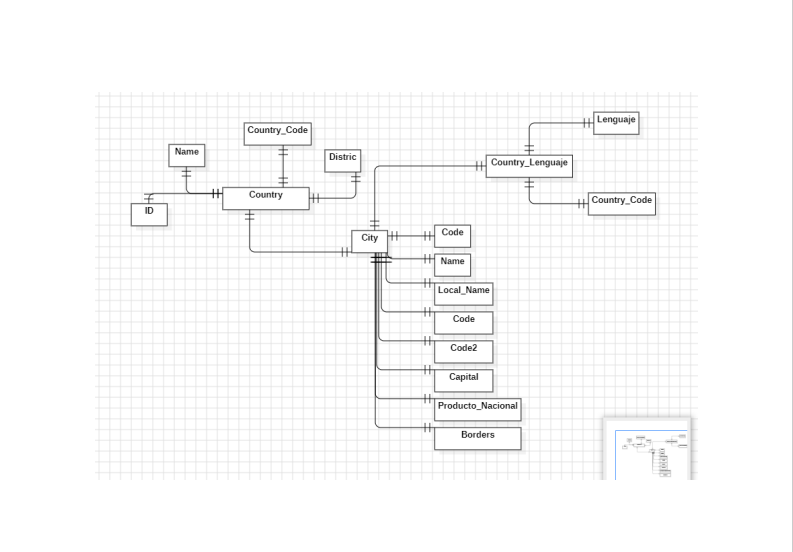 Lenguaje
Country_Code
Name
Distric
Country_Lenguaje
Country
Country_Code
ID
Code
City
Name
Local_Name
Code
Code2
Capital
Producto_Nacional
Borders